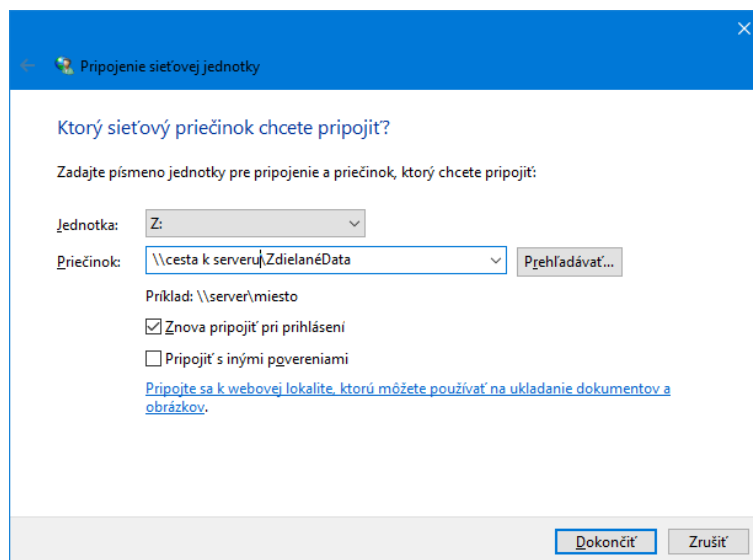 Pripojenie sieťovej jednotky
Ktorý sieťový priečinok chcete pripojiť?
Zadajte písmeno jednotky pre pripojenie a priečinok, ktorý chcete pripojiť:
Jednotka: Z:
Priečinok: \\cesta k serveru\ZdielanéData Prehľadávať...
Príklad: \\server\miesto
Znova pripojiť pri prihlásení
Pripojiť s inými povereniami
Pripojte sa k webovej lokalite, ktorú môžete používať na ukladanie dokumentov a
obrázkov.
Dokončiť Zrušiť